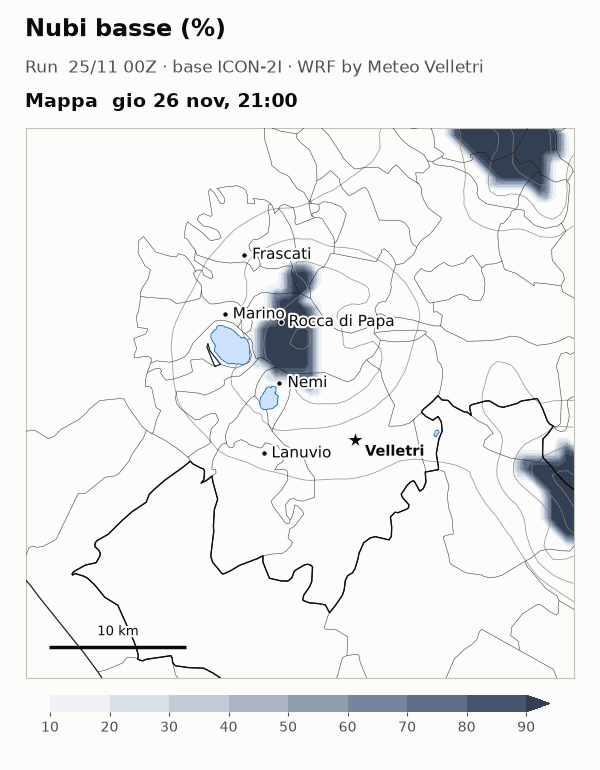 Nubi basse (%)
Run  25/11 00Z · base ICON-2I · WRF by Meteo Velletri
Mappa  gio 26 nov, 21:00
Frascati
Marino
Rocca di Papa
Nemi
Velletri
Lanuvio
10 km
10 20 30 40 50 60 70 80 90